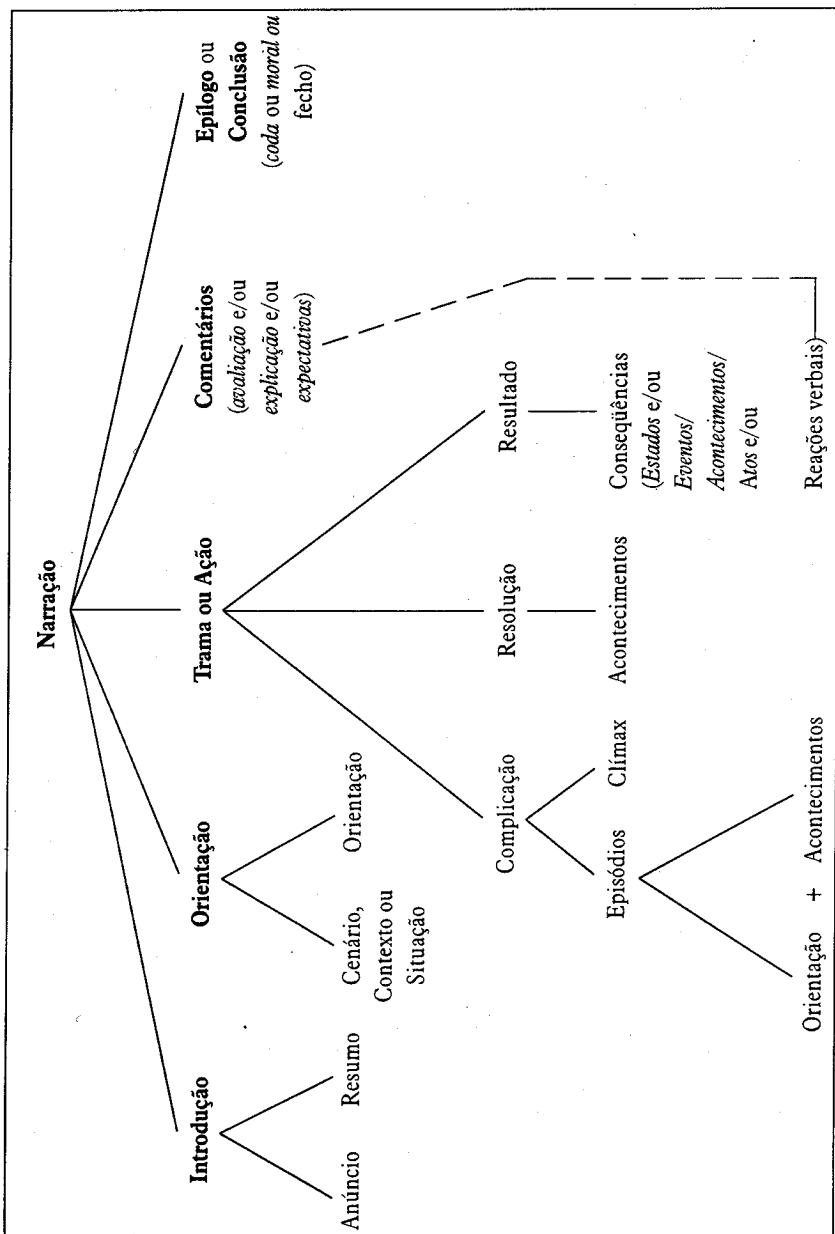 Narração
Introdução
Orientação
Trama ou Ação
Comentários
(avaliação e/ou
explicação e/ou
expectativas)
Epílogo ou
Conclusão
(coda ou moral ou
fecho)
Anúncio
Resumo
Cenário,
Contexto ou
Situação
Orientação
Complicação
Resolução
Resultado
Episódios
Clímax
Acontecimentos
Conseqüências
(Estados e/ou
Eventos/
Acontecimentos/
Atos e/ou
Reações verbais)
Orientação + Acontecimentos